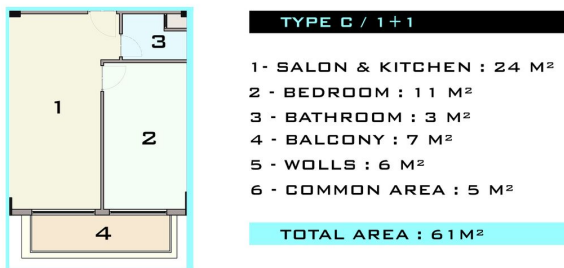 1
2
3
4
TYPE C / 1+1
1- SALON & KITCHEN : 24 M²
2 - BEDROOM : 11 M²
3 - BATHROOM : 3 M²
4 - BALCONY : 7 M²
5 - WOLLS : 6 M²
6 - COMMON AREA : 5 M²
TOTAL AREA : 61M²